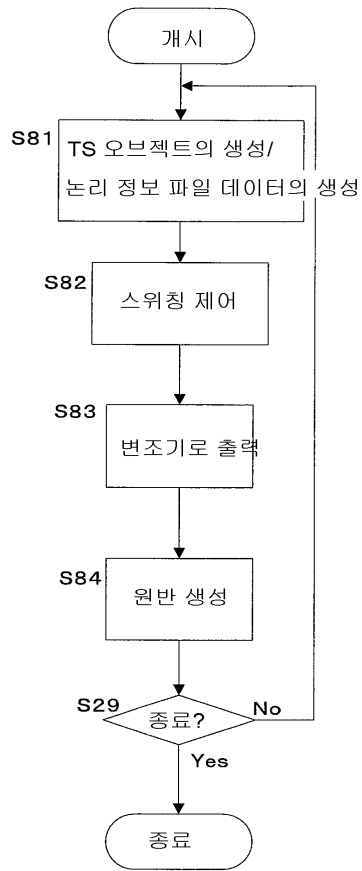 개시
S81
TS 오브젝트의 생성/
논리 정보 파일 데이터의 생성
S82
스위칭 제어
S83
변조기로 출력
S84
원반 생성
S29
종료?
No
Yes
종료